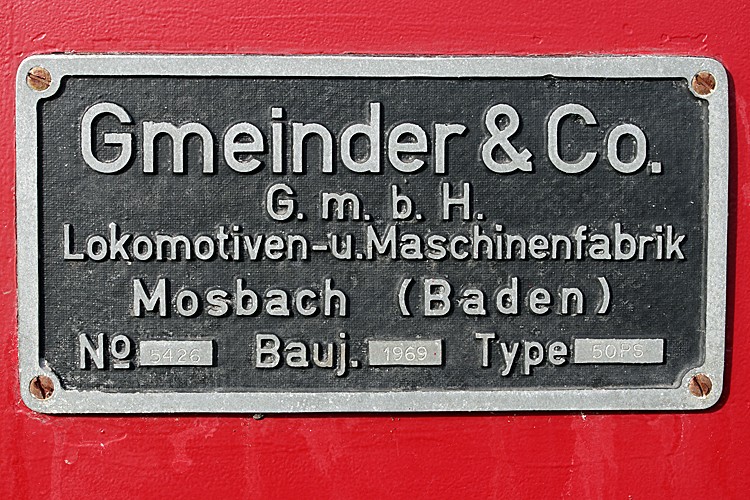 Gmeinder & Co.
G. m. b. H.
Lokomotiven-u. Maschinenfabrik
Mosbach (Baden)
No 5426 Bauj. 1969 Type 50PS